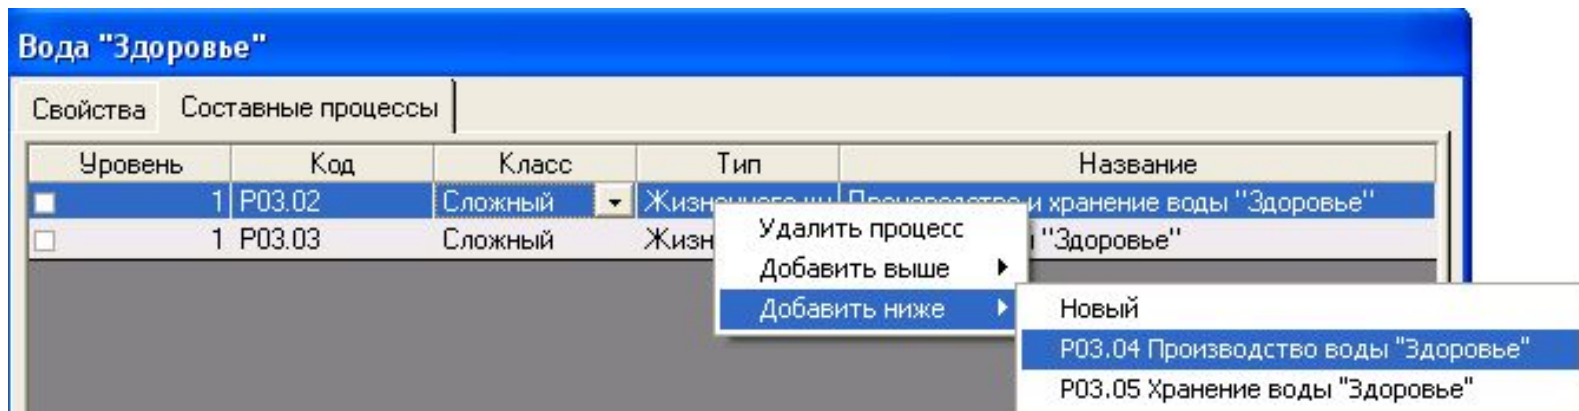 Вода "Здоровье"
Свойства Составные процессы
Уровень Код Класс Тип Название
1 P03.02 Сложный и хранение воды "Здоровье"
1 P03.03 Сложный "Здоровье"
Удалить процесс
Добавить выше
Добавить ниже
Новый
P03.04 Производство воды "Здоровье"
P03.05 Хранение воды "Здоровье"